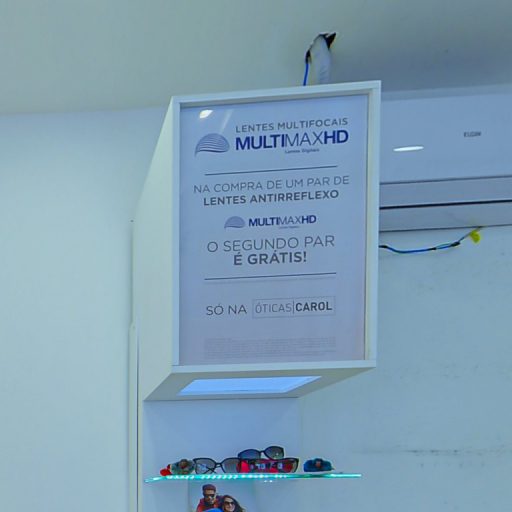 LENTES MULTIFOCAIS
MULTIMAXHD
Lentes Digitais
NA COMPRA DE UM PAR DE
LENTES ANTIRREFLEXO
MULTIMAXHD
O SEGUNDO PAR
É GRÁTIS!
SÓ NA ÓTICAS|CAROL
ELGIN